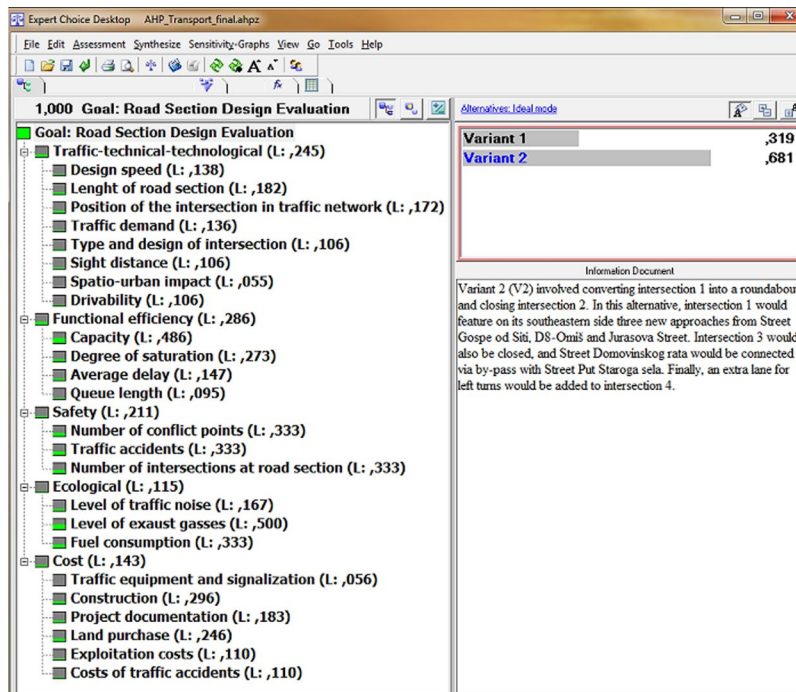 Expert Choice Desktop AHP_Transport_final.ahpz
File Edit Assessment Synthesize Sensitivity-Graphs View Go Tools Help
1,000 Goal: Road Section Design Evaluation
Goal: Road Section Design Evaluation
Traffic-technical-technological (L: ,245)
Design speed (L: ,138)
Lenght of road section (L: ,182)
Position of the intersection in traffic network (L: ,172)
Traffic demand (L: ,136)
Type and design of intersection (L: ,106)
Sight distance (L: ,106)
Spatio-urban impact (L: ,055)
Drivability (L: ,106)
Functional efficiency (L: ,286)
Capacity (L: ,486)
Degree of saturation (L: ,273)
Average delay (L: ,147)
Queue length (L: ,095)
Safety (L: ,211)
Number of conflict points (L: ,333)
Traffic accidents (L: ,333)
Number of intersections at road section (L: ,333)
Ecological (L: ,115)
Level of traffic noise (L: ,167)
Level of exaust gasses (L: ,500)
Fuel consumption (L: ,333)
Cost (L: ,143)
Traffic equipment and signalization (L: ,056)
Construction (L: ,296)
Project documentation (L: ,183)
Land purchase (L: ,246)
Exploitation costs (L: ,110)
Costs of traffic accidents (L: ,110)
Alternatives: Ideal mode
Variant 1 ,319
Variant 2 ,681
Information Document
Variant 2 (V2) involved converting intersection 1 into a roundabou
and closing intersection 2. In this alternative, intersection 1 would
feature on its southeastern side three new approaches from Street
Gospe od Siti, D8-Omiš and Jurasova Street. Intersection 3 would
also be closed, and Street Domovinskog rata would be connected
via by-pass with Street Put Staroga sela. Finally, an extra lane for
left turns would be added to intersection 4.